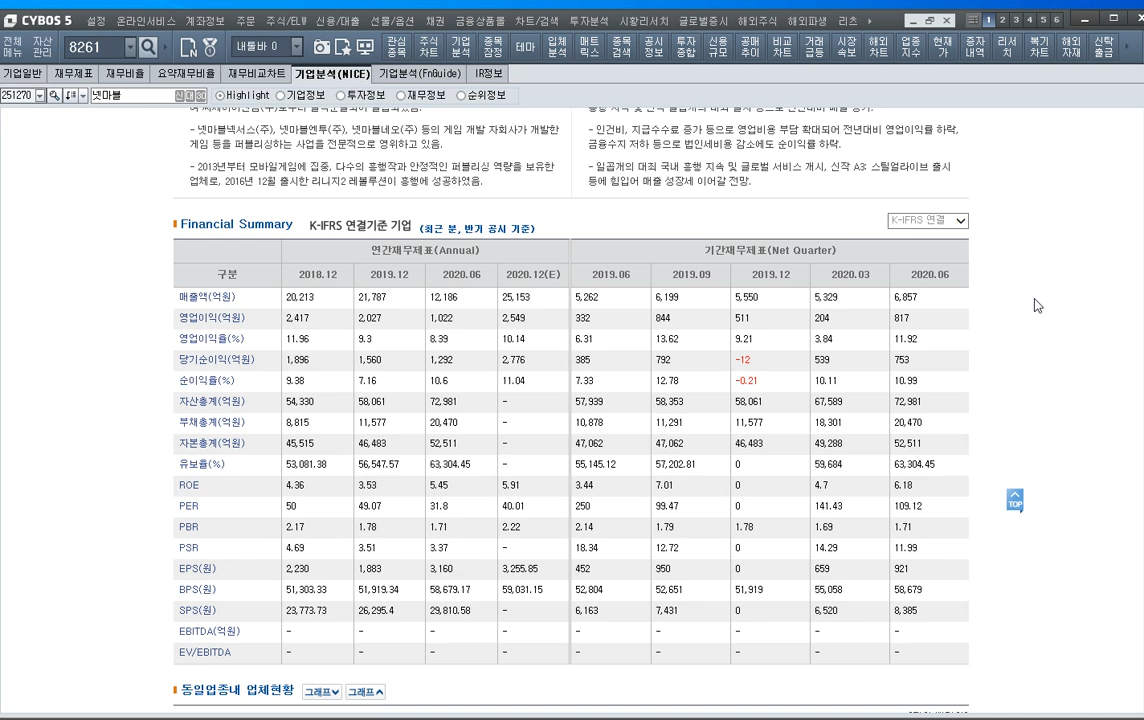 CYBOS 5 설정 온라인서비스 계좌정보 주문 주식/ELW 신용/대출 선물/옵션 채권 금융상품몰 차트/검색 투자분석 시황리서치 글로벌증시 해외주식 해외파생 리츠 1 2 3 4 5 6
전체메뉴 자산관리 8261 내툴바 0 관심종목 주식차트 기업분석 종목잠정 테마 입체분석 매트릭스 종목검색 공시정보 투자종합 신용규모 공매추이 비교차트 거래급등 시장속보 해외차트 업종지수 현재가 증자내역 리서치 복기차트 해외자재 신탁출금
기업일반 재무제표 재무비율 요약재무비율 재무비교차트 기업분석(NICE) 기업분석(FnGuide) IR정보
251270 넷마블 Highlight 기업정보 투자정보 재무정보 순위정보
- 넷마블넥서스(주), 넷마블엔투(주), 넷마블네오(주) 등의 게임 개발 자회사가 개발한
게임 등을 퍼블리싱하는 사업을 전문적으로 영위하고 있음.
- 2013년부터 모바일게임에 집중, 다수의 흥행작과 안정적인 퍼블리싱 역량을 보유한
업체로, 2016년 12월 출시한 리니지2 레볼루션이 흥행에 성공하였음.
- 인건비, 지급수수료 증가 등으로 영업비용 부담 확대되어 전년대비 영업이익률 하락,
금융수지 저하 등으로 법인세비용 감소에도 순이익률 하락.
- 일곱개의 대죄 국내 흥행 지속 및 글로벌 서비스 개시, 신작 A3: 스틸얼라이브 출시
등에 힘입어 매출 성장세 이어갈 전망.
Financial Summary K-IFRS 연결기준 기업 (최근 분, 반기 공시 기준) K-IFRS 연결
구분 연간재무제표(Annual) 기간재무제표(Net Quarter)
2018.12 2019.12 2020.06 2020.12(E) 2019.06 2019.09 2019.12 2020.03 2020.06
매출액(억원) 20,213 21,787 12,186 25,153 5,262 6,199 5,550 5,329 6,857
영업이익(억원) 2,417 2,027 1,022 2,549 332 844 511 204 817
영업이익률(%) 11.96 9.3 8.39 10.14 6.31 13.62 9.21 3.84 11.92
당기순이익(억원) 1,896 1,560 1,292 2,776 385 792 -12 539 753
순이익률(%) 9.38 7.16 10.6 11.04 7.33 12.78 -0.21 10.11 10.99
자산총계(억원) 54,330 58,061 72,981 - 57,939 58,353 58,061 67,589 72,981
부채총계(억원) 8,815 11,577 20,470 - 10,878 11,291 11,577 18,301 20,470
자본총계(억원) 45,515 46,483 52,511 - 47,062 47,062 46,483 49,288 52,511
유보율(%) 53,081.38 56,547.57 63,304.45 - 55,145.12 57,202.81 0 59,684 63,304.45
ROE 4.36 3.53 5.45 5.91 3.44 7.01 0 4.7 6.18
PER 50 49.07 31.8 40.01 250 99.47 0 141.43 109.12
PBR 2.17 1.78 1.71 2.22 2.14 1.79 1.78 1.69 1.71
PSR 4.69 3.51 3.37 - 18.34 12.72 0 14.29 11.99
EPS(원) 2,230 1,883 3,160 3,255.85 452 950 0 659 921
BPS(원) 51,303.33 51,919.34 58,679.17 59,031.15 52,804 52,651 51,919 55,058 58,679
SPS(원) 23,773.73 26,295.4 29,810.58 - 6,163 7,431 0 6,520 8,385
EBITDA(억원) - - - - - - - - -
EV/EBITDA - - - - - - - - -
TOP
동일업종내 업체현황 그래프 그래프